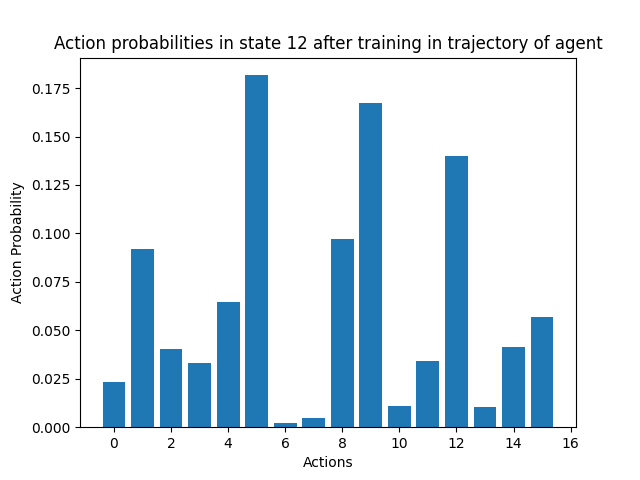 Action probabilities in state 12 after training in trajectory of agent
0.175
0.150
0.125
0.100
0.075
0.050
0.025
0.000
Action Probability
0 2 4 6 8 10 12 14 16
Actions